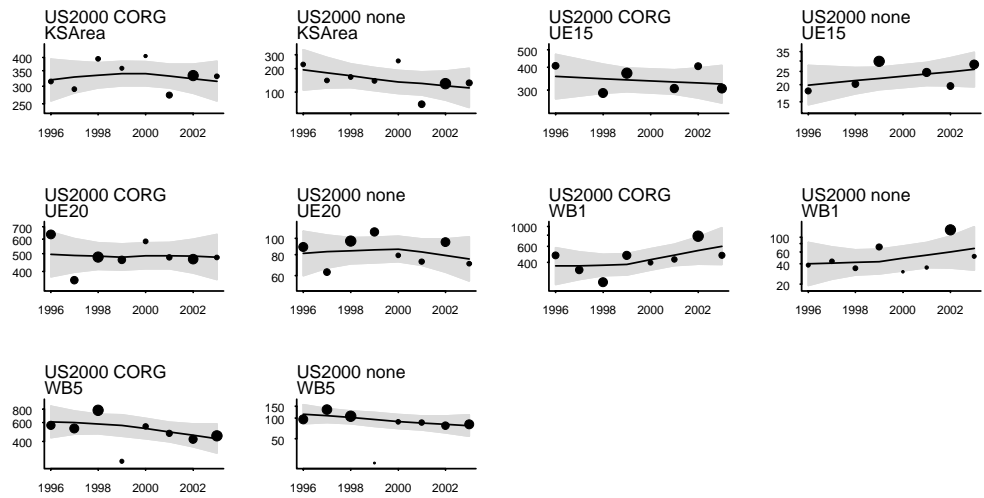 US2000 CORG
KSArea
400
350
300
250
1996 1998 2000 2002
US2000 none
KSArea
300
200
100
1996 1998 2000 2002
US2000 CORG
UE15
500
400
300
1996 1998 2000 2002
US2000 none
UE15
35
25
20
15
1996 1998 2000 2002
US2000 CORG
UE20
700
600
500
400
1996 1998 2000 2002
US2000 none
UE20
100
80
60
1996 1998 2000 2002
US2000 CORG
WB1
1000
600
400
1996 1998 2000 2002
US2000 none
WB1
100
60
40
20
1996 1998 2000 2002
US2000 CORG
WB5
800
600
400
1996 1998 2000 2002
US2000 none
WB5
150
100
50
1996 1998 2000 2002